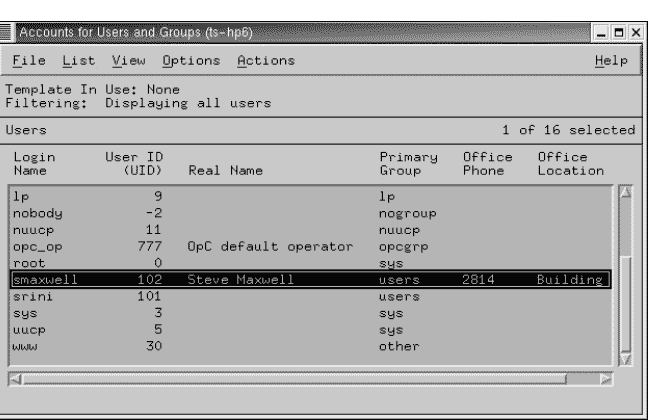 Accounts for Users and Groups (ts-hp6)
File List View Options Actions Help
Template In Use: None
Filtering: Displaying all users
Users 1 of 16 selected
Login User ID Primary Office Office
Name (UID) Real Name Group Phone Location
lp 9 lp
nobody -2 nogroup
nuucp 11 nuucp
opc_op 777 OpC default operator opcgrp
root 0 sys
smaxwell 102 Steve Maxwell users 2814 Building
srini 101 users
sys 3 sys
uucp 5 sys
www 30 other